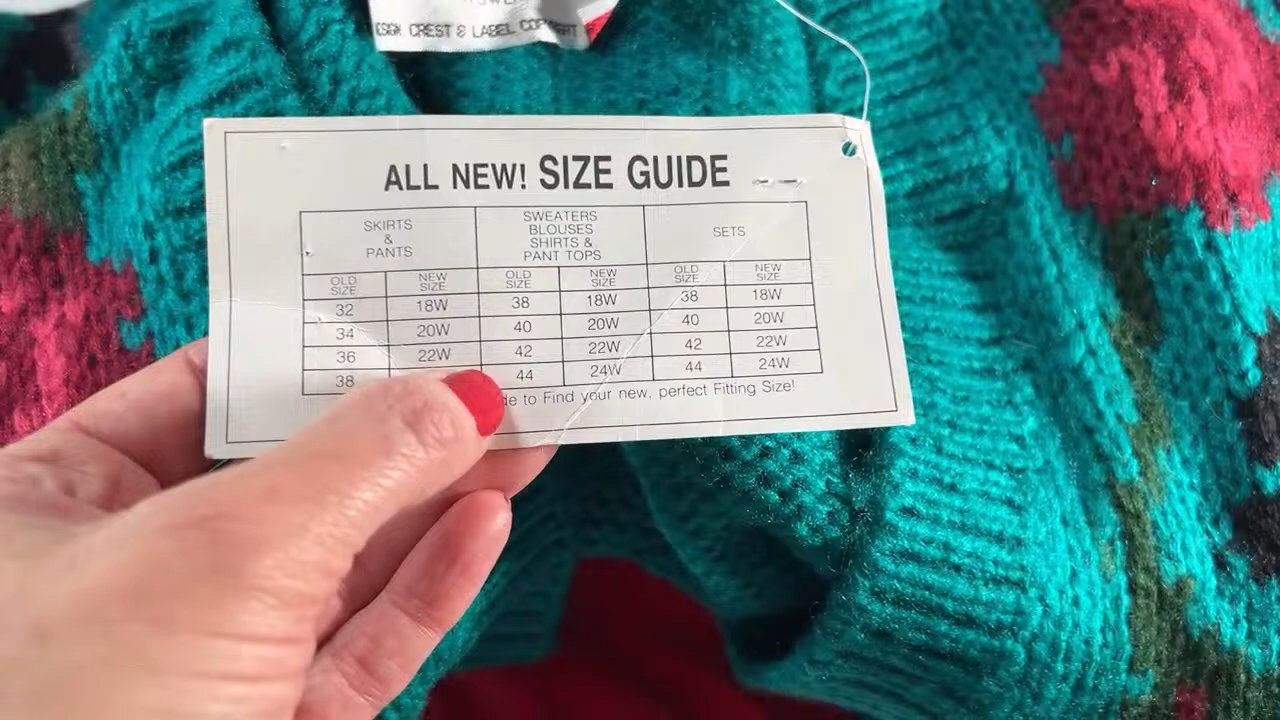 CREST & LABEL
ALL NEW! SIZE GUIDE
SKIRTS & PANTS SWEATERS BLOUSES SHIRTS & PANT TOPS SETS
OLD SIZE NEW SIZE OLD SIZE NEW SIZE OLD SIZE NEW SIZE
32 18W 38 18W 38 18W
34 20W 40 20W 40 20W
36 22W 42 22W 42 22W
38 44 24W 44 24W
to Find your new, perfect Fitting Size!